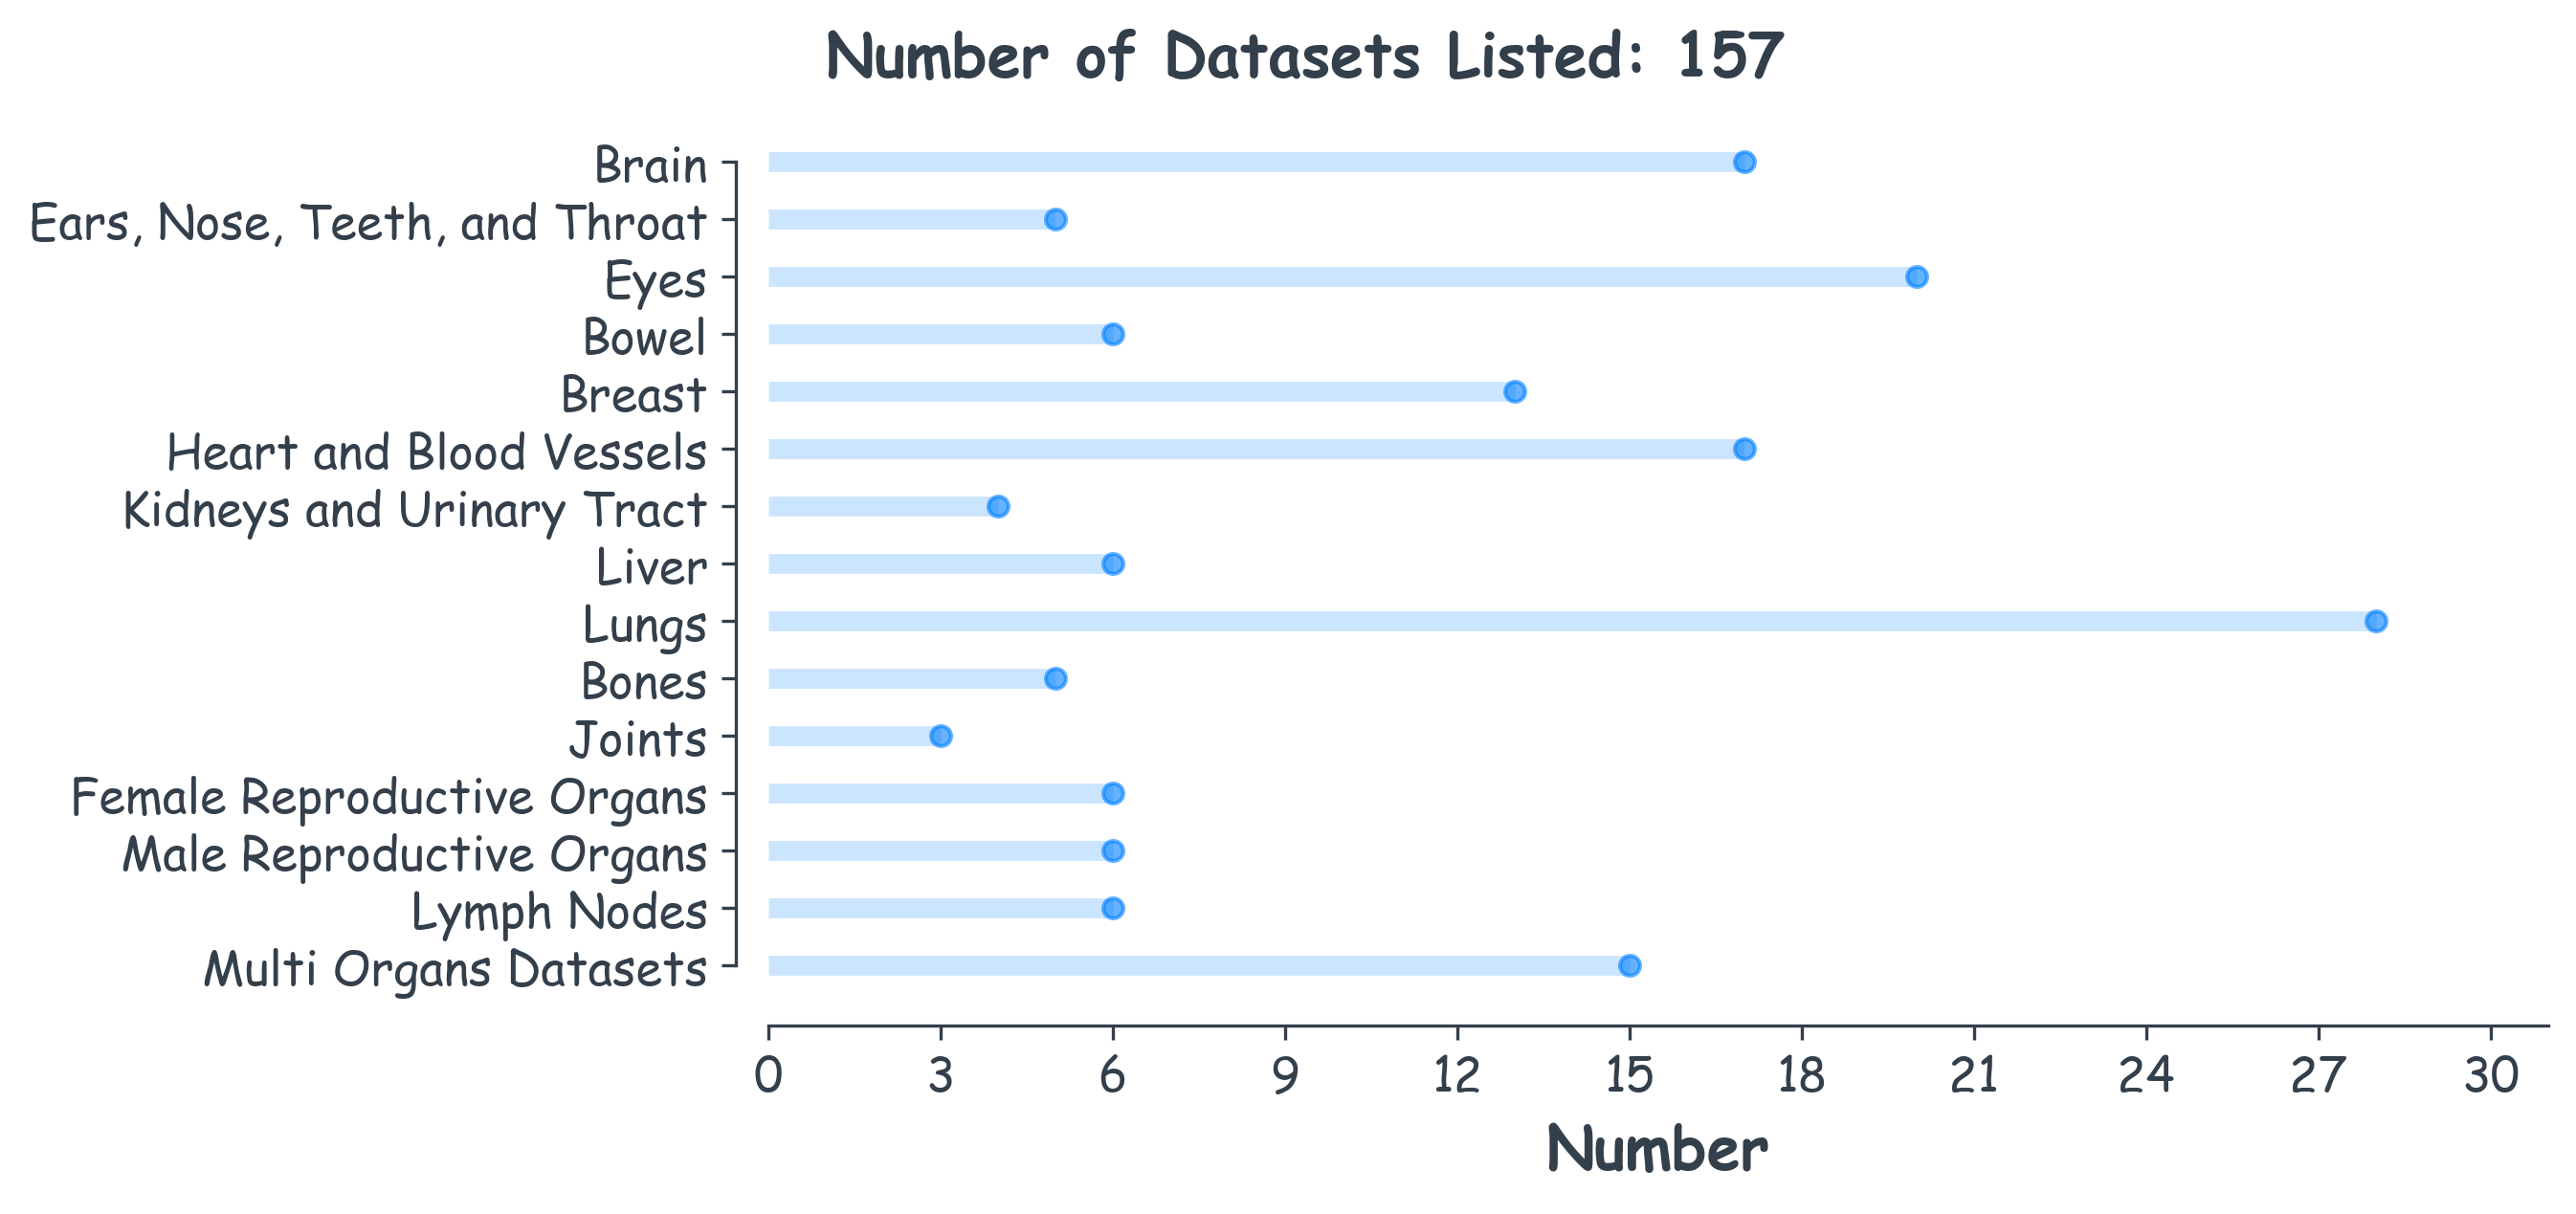 Number of Datasets Listed: 157
Brain
Ears, Nose, Teeth, and Throat
Eyes
Bowel
Breast
Heart and Blood Vessels
Kidneys and Urinary Tract
Liver
Lungs
Bones
Joints
Female Reproductive Organs
Male Reproductive Organs
Lymph Nodes
Multi Organs Datasets
0 3 6 9 12 15 18 21 24 27 30
Number